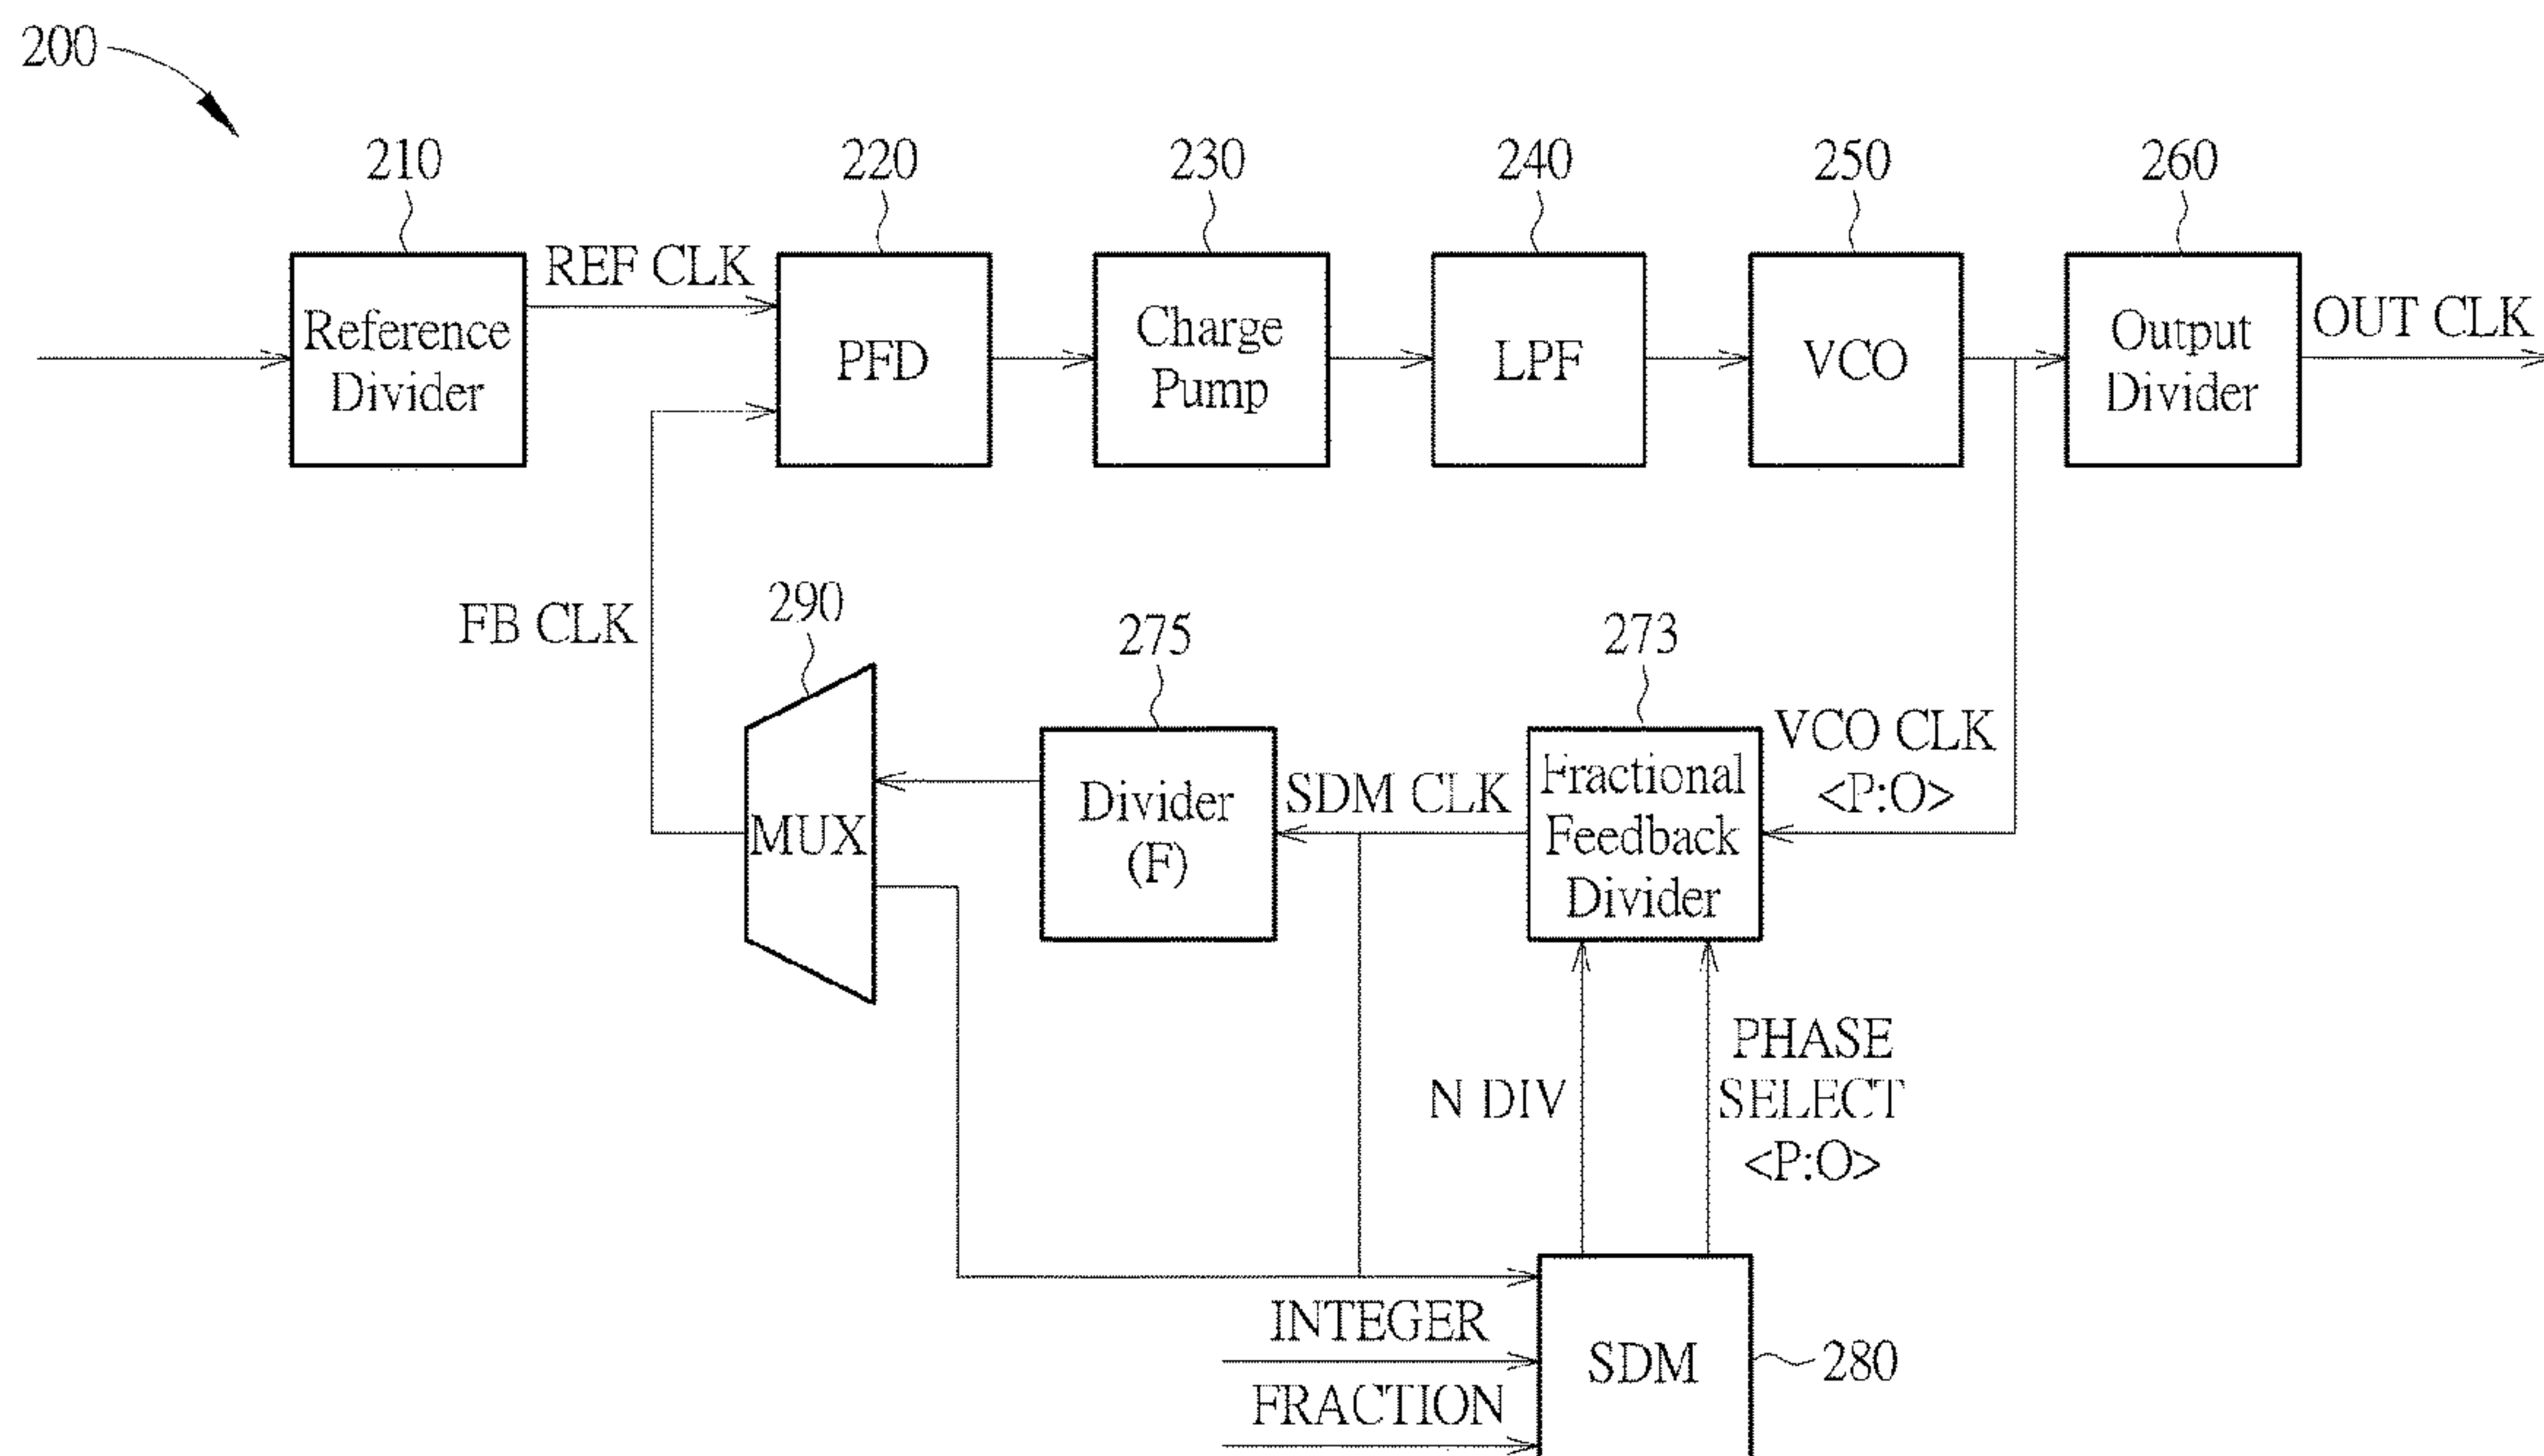 200
210
220
230
240
250
260
REF CLK
Reference
Divider
PFD
Charge
Pump
LPF
VCO
Output
Divider
OUT CLK
FB CLK
290
275
273
MUX
Divider
(F)
SDM CLK
Fractional
Feedback
Divider
VCO CLK
<P:O>
N DIV
PHASE
SELECT
<P:O>
INTEGER
FRACTION
SDM
280